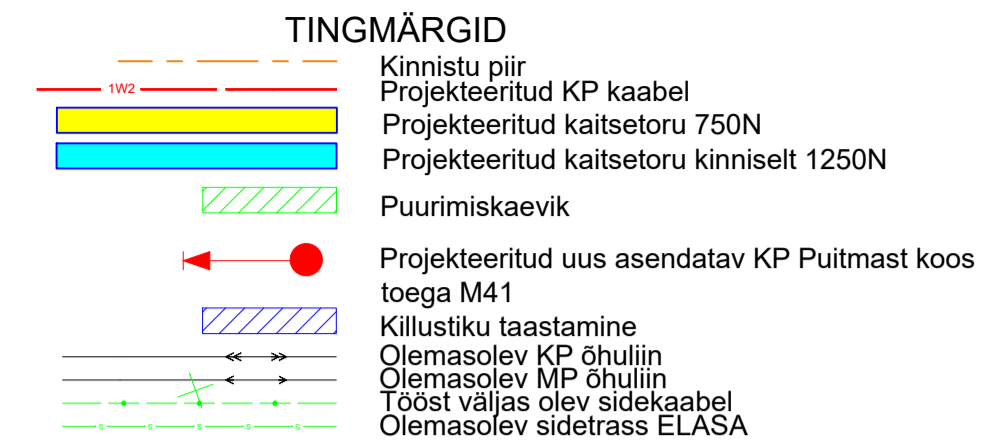 TINGMÄRGID
Kinnistu piir
1W2
Projekteeritud KP kaabel
Projekteeritud kaitsetoru 750N
Projekteeritud kaitsetoru kinniselt 1250N
Puurimiskaevik
Projekteeritud uus asendatav KP Puitmast koos
toega M41
Killustiku taastamine
Olemasolev KP õhuliin
Olemasolev MP õhuliin
Tööst väljas olev sidekaabel
s s s s s
Olemasolev sidetrass ELASA